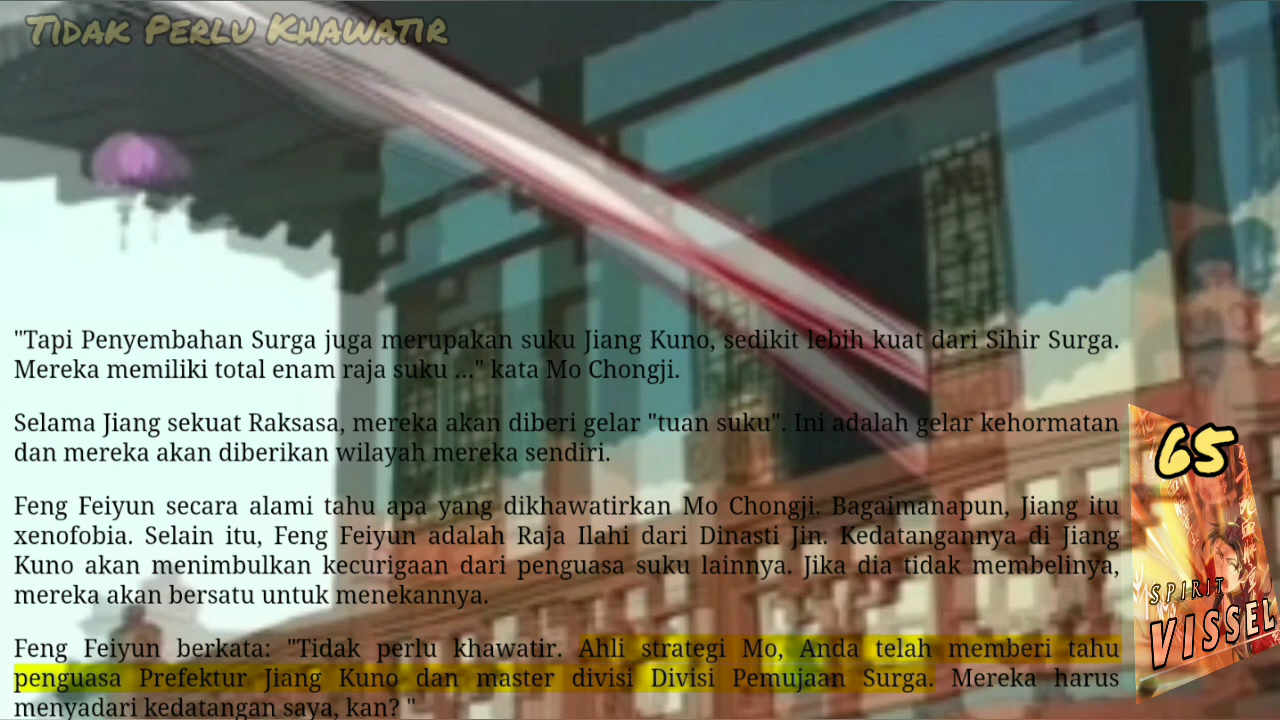 Tidak Perlu Khawatir
"Tapi Penyembahan Surga juga merupakan suku Jiang Kuno, sedikit lebih kuat dari Sihir Surga.
Mereka memiliki total enam raja suku ..." kata Mo Chongji.
Selama Jiang sekuat Raksasa, mereka akan diberi gelar "tuan suku". Ini adalah gelar kehormatan
dan mereka akan diberikan wilayah mereka sendiri.
Feng Feiyun secara alami tahu apa yang dikhawatirkan Mo Chongji. Bagaimanapun, Jiang itu
xenofobia. Selain itu, Feng Feiyun adalah Raja Ilahi dari Dinasti Jin. Kedatangannya di Jiang
Kuno akan menimbulkan kecurigaan dari penguasa suku lainnya. Jika dia tidak membelinya,
mereka akan bersatu untuk menekannya.
Feng Feiyun berkata: "Tidak perlu khawatir. Ahli strategi Mo, Anda telah memberi tahu
penguasa Prefektur Jiang Kuno dan master divisi Divisi Pemujaan Surga. Mereka harus
menyadari kedatangan saya, kan? "
65
SPIRIT
VISSEL